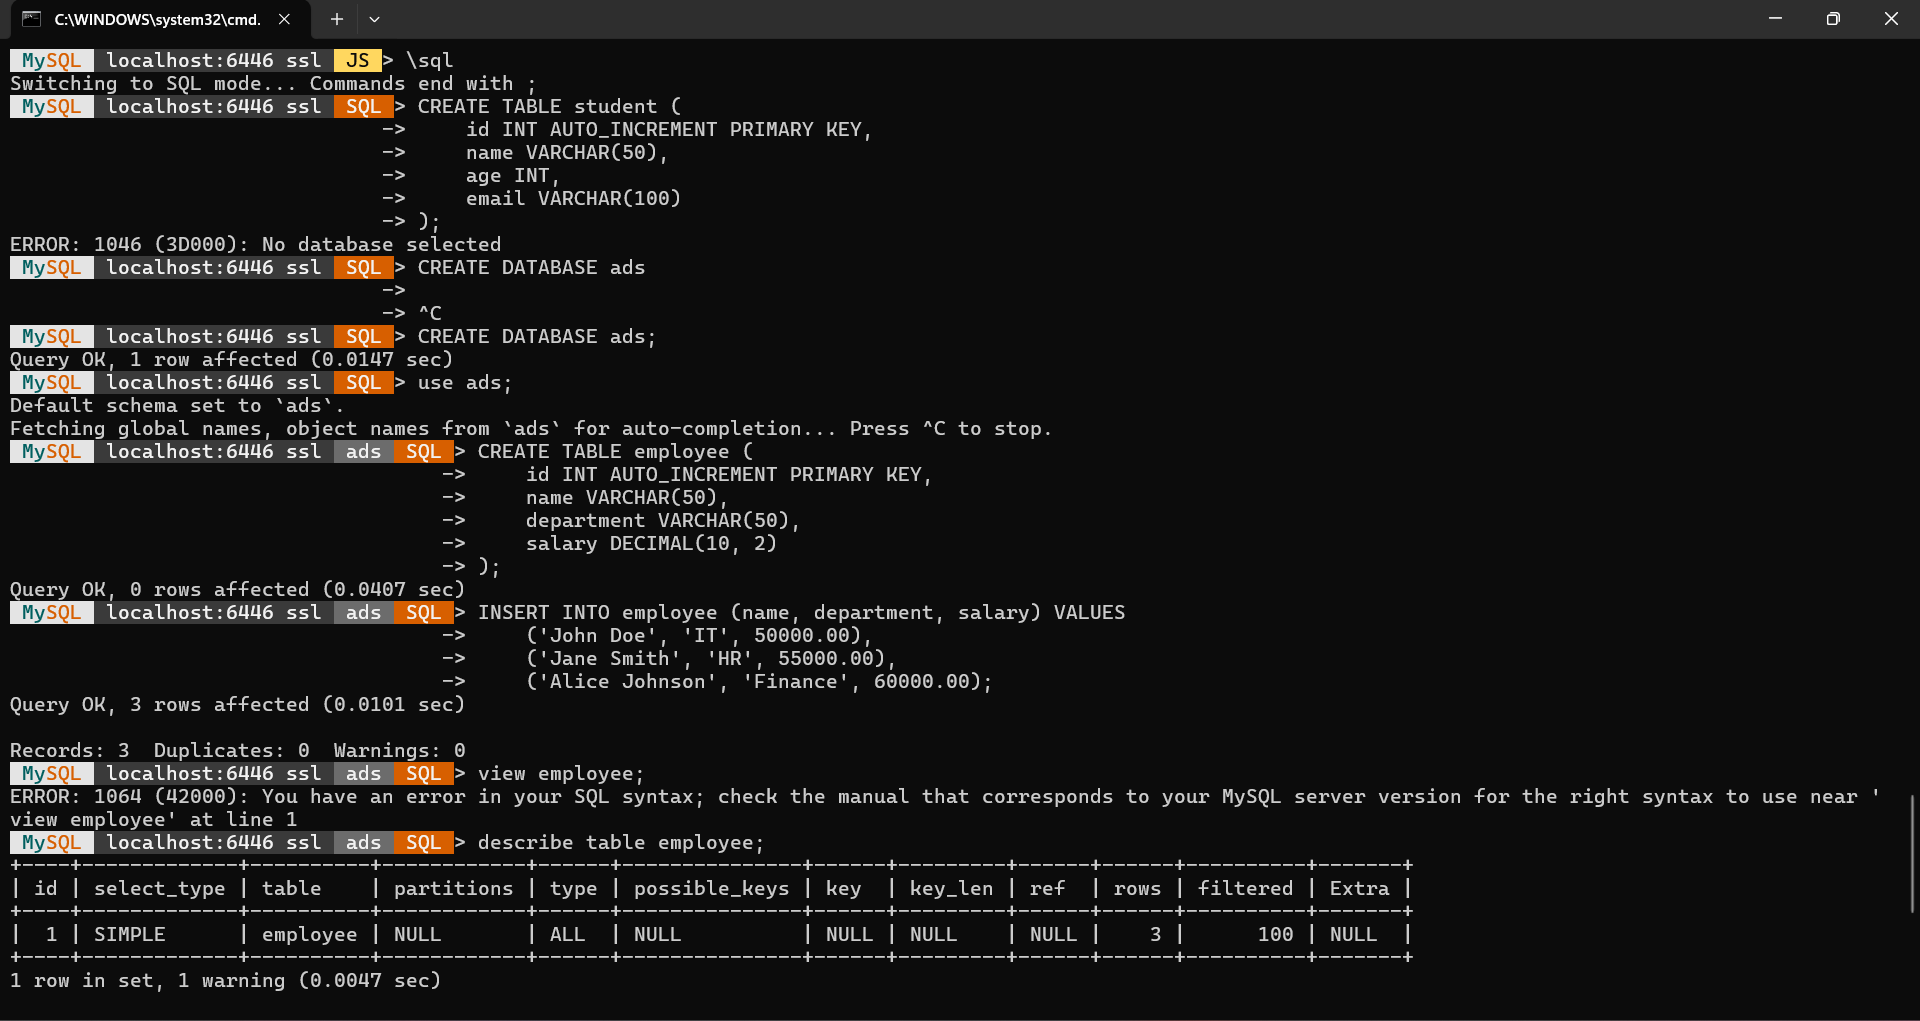 C:\WINDOWS\system32\cmd.
MySQL localhost:6446 ssl JS > \sql
Switching to SQL mode... Commands end with ;
MySQL localhost:6446 ssl SQL > CREATE TABLE student (
->     id INT AUTO_INCREMENT PRIMARY KEY,
->     name VARCHAR(50),
->     age INT,
->     email VARCHAR(100)
-> );
ERROR: 1046 (3D000): No database selected
MySQL localhost:6446 ssl SQL > CREATE DATABASE ads
->
-> ^C
MySQL localhost:6446 ssl SQL > CREATE DATABASE ads;
Query OK, 1 row affected (0.0147 sec)
MySQL localhost:6446 ssl SQL > use ads;
Default schema set to `ads`.
Fetching global names, object names from `ads` for auto-completion... Press ^C to stop.
MySQL localhost:6446 ssl ads SQL > CREATE TABLE employee (
->     id INT AUTO_INCREMENT PRIMARY KEY,
->     name VARCHAR(50),
->     department VARCHAR(50),
->     salary DECIMAL(10, 2)
-> );
Query OK, 0 rows affected (0.0407 sec)
MySQL localhost:6446 ssl ads SQL > INSERT INTO employee (name, department, salary) VALUES
->     ('John Doe', 'IT', 50000.00),
->     ('Jane Smith', 'HR', 55000.00),
->     ('Alice Johnson', 'Finance', 60000.00);
Query OK, 3 rows affected (0.0101 sec)
Records: 3  Duplicates: 0  Warnings: 0
MySQL localhost:6446 ssl ads SQL > view employee;
ERROR: 1064 (42000): You have an error in your SQL syntax; check the manual that corresponds to your MySQL server version for the right syntax to use near '
view employee' at line 1
MySQL localhost:6446 ssl ads SQL > describe table employee;
+----+-------------+----------+------------+------+---------------+------+---------+------+------+----------+-------+
| id | select_type | table    | partitions | type | possible_keys | key  | key_len | ref  | rows | filtered | Extra |
+----+-------------+----------+------------+------+---------------+------+---------+------+------+----------+-------+
|  1 | SIMPLE      | employee | NULL       | ALL  | NULL          | NULL | NULL    | NULL |    3 |      100 | NULL  |
+----+-------------+----------+------------+------+---------------+------+---------+------+------+----------+-------+
1 row in set, 1 warning (0.0047 sec)